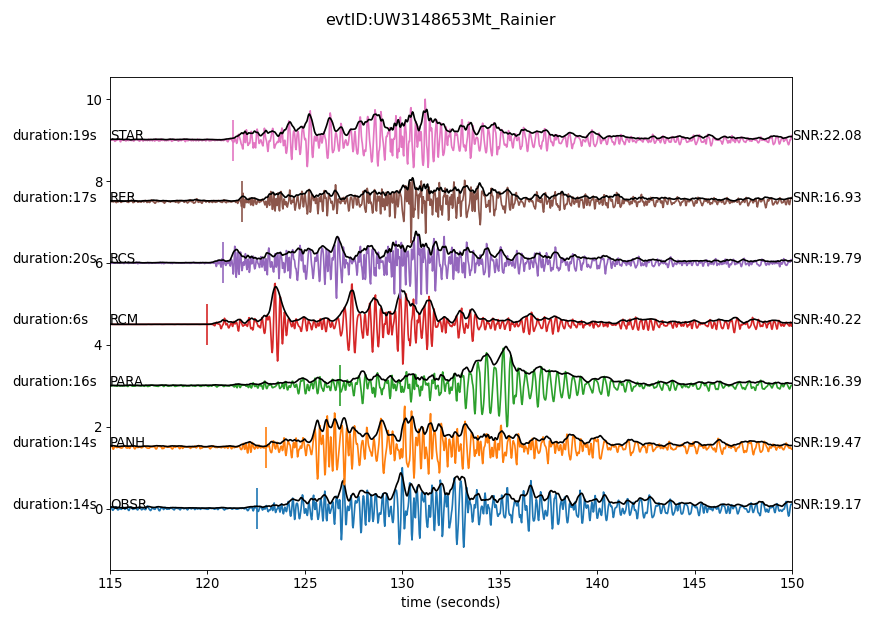 evtID:UW3148653Mt_Rainier
10
duration:19s STAR SNR:22.08
8
duration:17s RER SNR:16.93
duration:20s RCS SNR:19.79
6
duration:6s RCM SNR:40.22
4
duration:16s PARA SNR:16.39
2
duration:14s PANH SNR:19.47
duration:14s OBSR SNR:19.17
0
115 120 125 130 135 140 145 150
time (seconds)